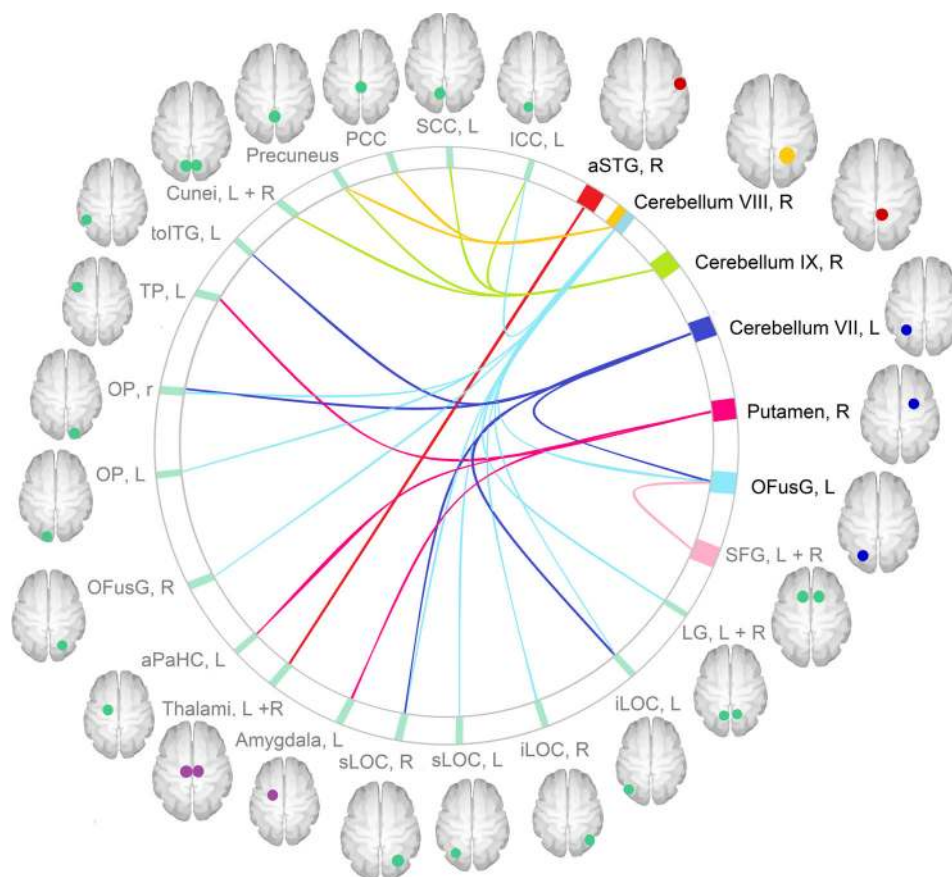 SCC, L
ICC, L
aSTG, R
Cerebellum VIII, R
Cerebellum IX, R
Cerebellum VII, L
Putamen, R
OFusG, L
SFG, L + R
LG, L + R
iLOC, L
iLOC, R
sLOC, L
sLOC, R
Amygdala, L
Thalami, L +R
aPaHC, L
OFusG, R
OP, L
OP, r
TP, L
toITG, L
Cunei, L + R
Precuneus
PCC